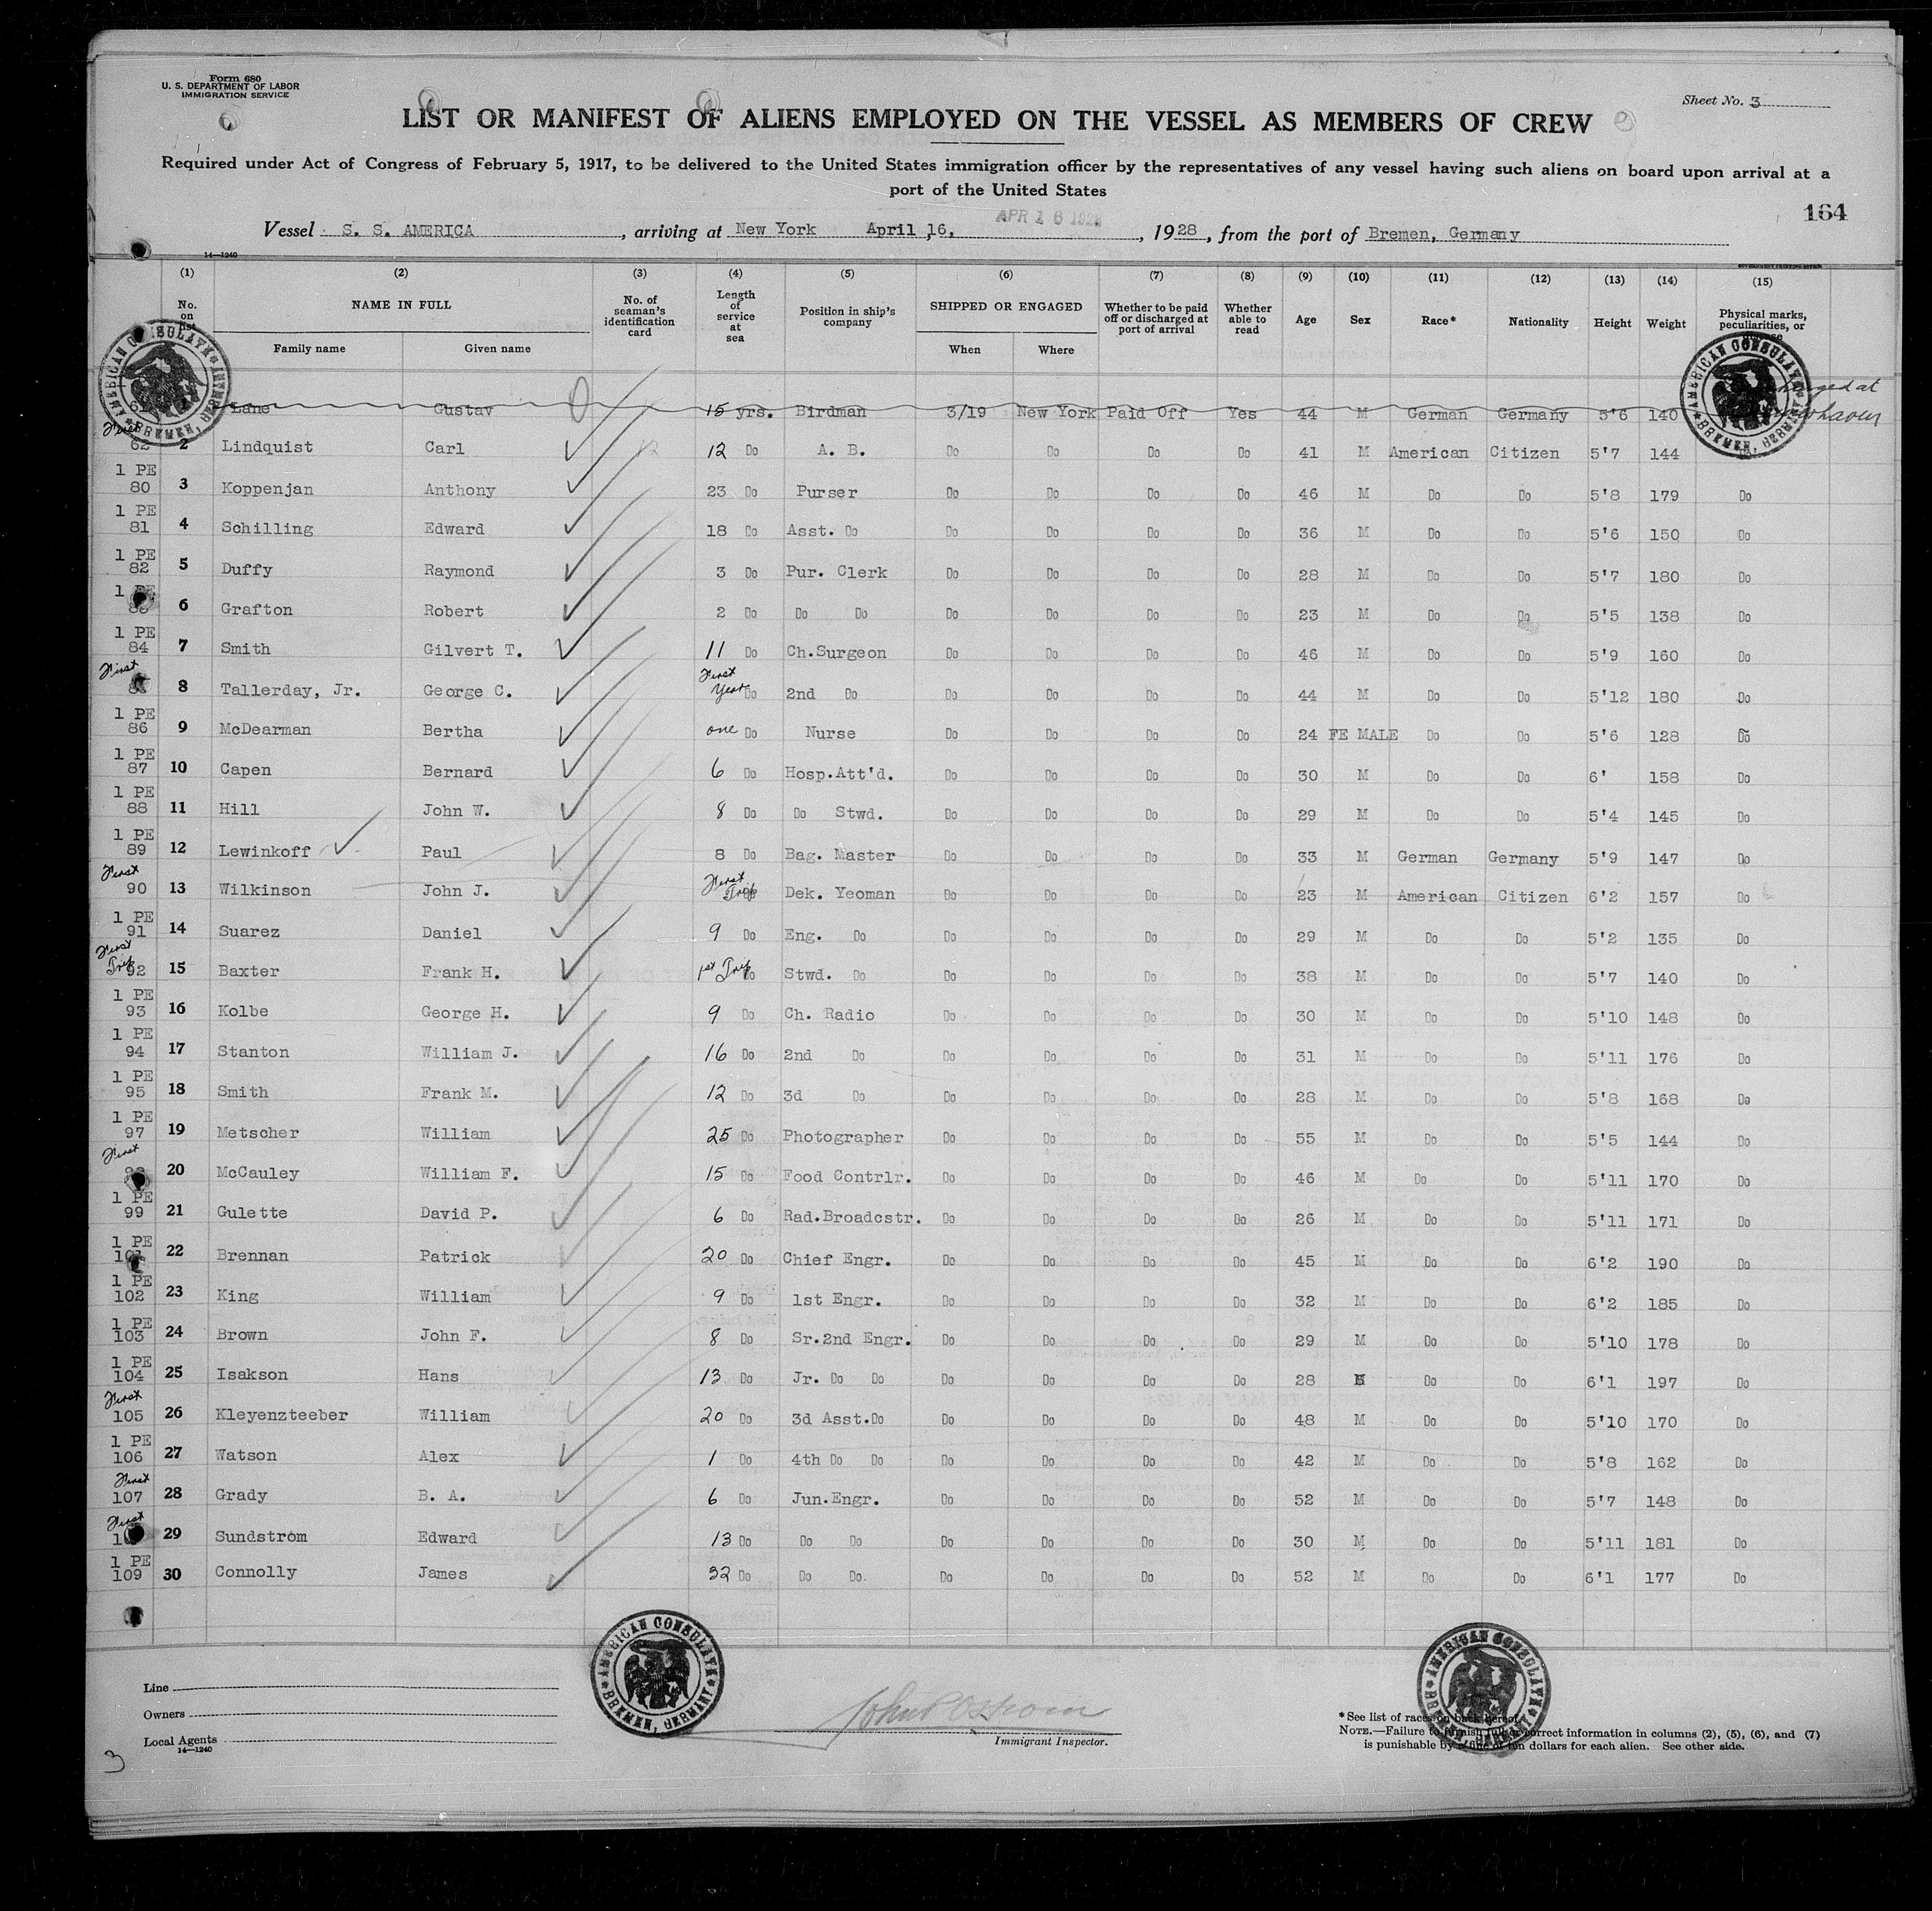 Form 680
U. S. DEPARTMENT OF LABOR
IMMIGRATION SERVICE
Sheet No. 3
LIST OR MANIFEST OF ALIENS EMPLOYED ON THE VESSEL AS MEMBERS OF CREW
Required under Act of Congress of February 5, 1917, to be delivered to the United States immigration officer by the representatives of any vessel having such aliens on board upon arrival at a
port of the United States
164
APR 16 1928
Vessel S. S. AMERICA, arriving at New York April 16, , 1928, from the port of Bremen, Germany
14—1240
(1) (2) (3) (4) (5) (6) (7) (8) (9) (10) (11) (12) (13) (14) (15)
No. on list NAME IN FULL No. of seaman's identification card Length of service at sea Position in ship's company SHIPPED OR ENGAGED Whether to be paid off or discharged at port of arrival Whether able to read Age Sex Race* Nationality Height Weight Physical marks, peculiarities, or
Family name Given name When Where
AMERICAN CONSULATE BREMEN, GERMANY
AMERICAN CONSULATE BREMEN, GERMANY
Lane Gustav 15 yrs. Birdman 3/19 New York Paid Off Yes 44 M German Germany 5'6 140
First 62 2 Lindquist Carl 12 Do A. B. Do Do Do Do 41 M American Citizen 5'7 144
1 PE 80 3 Koppenjan Anthony 23 Do Purser Do Do Do Do 46 M Do Do 5'8 179 Do
1 PE 81 4 Schilling Edward 18 Do Asst. Do Do Do Do Do 36 M Do Do 5'6 150 Do
1 PE 82 5 Duffy Raymond 3 Do Pur. Clerk Do Do Do Do 28 M Do Do 5'7 180 Do
1 6 Grafton Robert 2 Do Do Do Do Do Do Do 23 M Do Do 5'5 138 Do
1 PE 84 7 Smith Gilvert T. 11 Do Ch.Surgeon Do Do Do Do 46 M Do Do 5'9 160 Do
First 8 Tallerday, Jr. George C. First Year Do 2nd Do Do Do Do Do 44 M Do Do 5'12 180 Do
1 PE 86 9 McDearman Bertha one Do Nurse Do Do Do Do 24 FE MALE Do Do 5'6 128 Do
1 PE 87 10 Capen Bernard 6 Do Hosp.Att'd. Do Do Do Do 30 M Do Do 6' 158 Do
1 PE 88 11 Hill John W. 8 Do Do Stwd. Do Do Do Do 29 M Do Do 5'4 145 Do
1 PE 89 12 Lewinkoff Paul 8 Do Bag. Master Do Do Do Do 33 M German Germany 5'9 147 Do
First 90 13 Wilkinson John J. First Trip Dek. Yeoman Do Do Do Do 23 M American Citizen 6'2 157 Do
1 PE 91 14 Suarez Daniel 9 Do Eng. Do Do Do Do Do 29 M Do Do 5'2 135 Do
First Trip 92 15 Baxter Frank H. 1st Trip Do Stwd. Do Do Do Do Do 38 M Do Do 5'7 140 Do
1 PE 93 16 Kolbe George H. 9 Do Ch. Radio Do Do Do Do 30 M Do Do 5'10 148 Do
1 PE 94 17 Stanton William J. 16 Do 2nd Do Do Do Do Do 31 M Do Do 5'11 176 Do
1 PE 95 18 Smith Frank M. 12 Do 3d Do Do Do Do Do 28 M Do Do 5'8 168 Do
1 PE 97 19 Metscher William 25 Do Photographer Do Do Do Do 55 M Do Do 5'5 144 Do
First 20 McCauley William F. 15 Do Food Contrlr. Do Do Do Do 46 M Do Do 5'11 170 Do
1 PE 99 21 Gulette David P. 6 Do Rad.Broadcstr. Do Do Do Do 26 M Do Do 5'11 171 Do
1 PE 101 22 Brennan Patrick 20 Do Chief Engr. Do Do Do Do 45 M Do Do 6'2 190 Do
1 PE 102 23 King William 9 Do 1st Engr. Do Do Do Do 32 M Do Do 6'2 185 Do
1 PE 103 24 Brown John F. 8 Do Sr.2nd Engr. Do Do Do Do 29 M Do Do 5'10 178 Do
1 PE 104 25 Isakson Hans 13 Do Jr. Do Do Do Do Do Do 28 Do Do 6'1 197 Do
First 105 26 Kleyenzteeber William 20 Do 3d Asst.Do Do Do Do Do 48 M Do Do 5'10 170 Do
1 PE 106 27 Watson Alex 1 Do 4th Do Do Do Do Do Do 42 M Do Do 5'8 162 Do
First 107 28 Grady B. A. 6 Do Jun.Engr. Do Do Do Do 52 M Do Do 5'7 148 Do
First 29 Sundstrom Edward 13 Do Do Do Do Do Do Do 30 M Do Do 5'11 181 Do
1 PE 109 30 Connolly James 32 Do Do Do. Do Do Do Do 52 M Do Do 6'1 177 Do
AMERICAN CONSULATE BREMEN, GERMANY
AMERICAN CONSULATE BREMEN, GERMANY
Line
Owners
Local Agents
14—1240
3
Immigrant Inspector.
*See list of races on back hereof.
NOTE.—Failure to furnish full or correct information in columns (2), (5), (6), and (7)
is punishable by a fine of ten dollars for each alien. See other side.